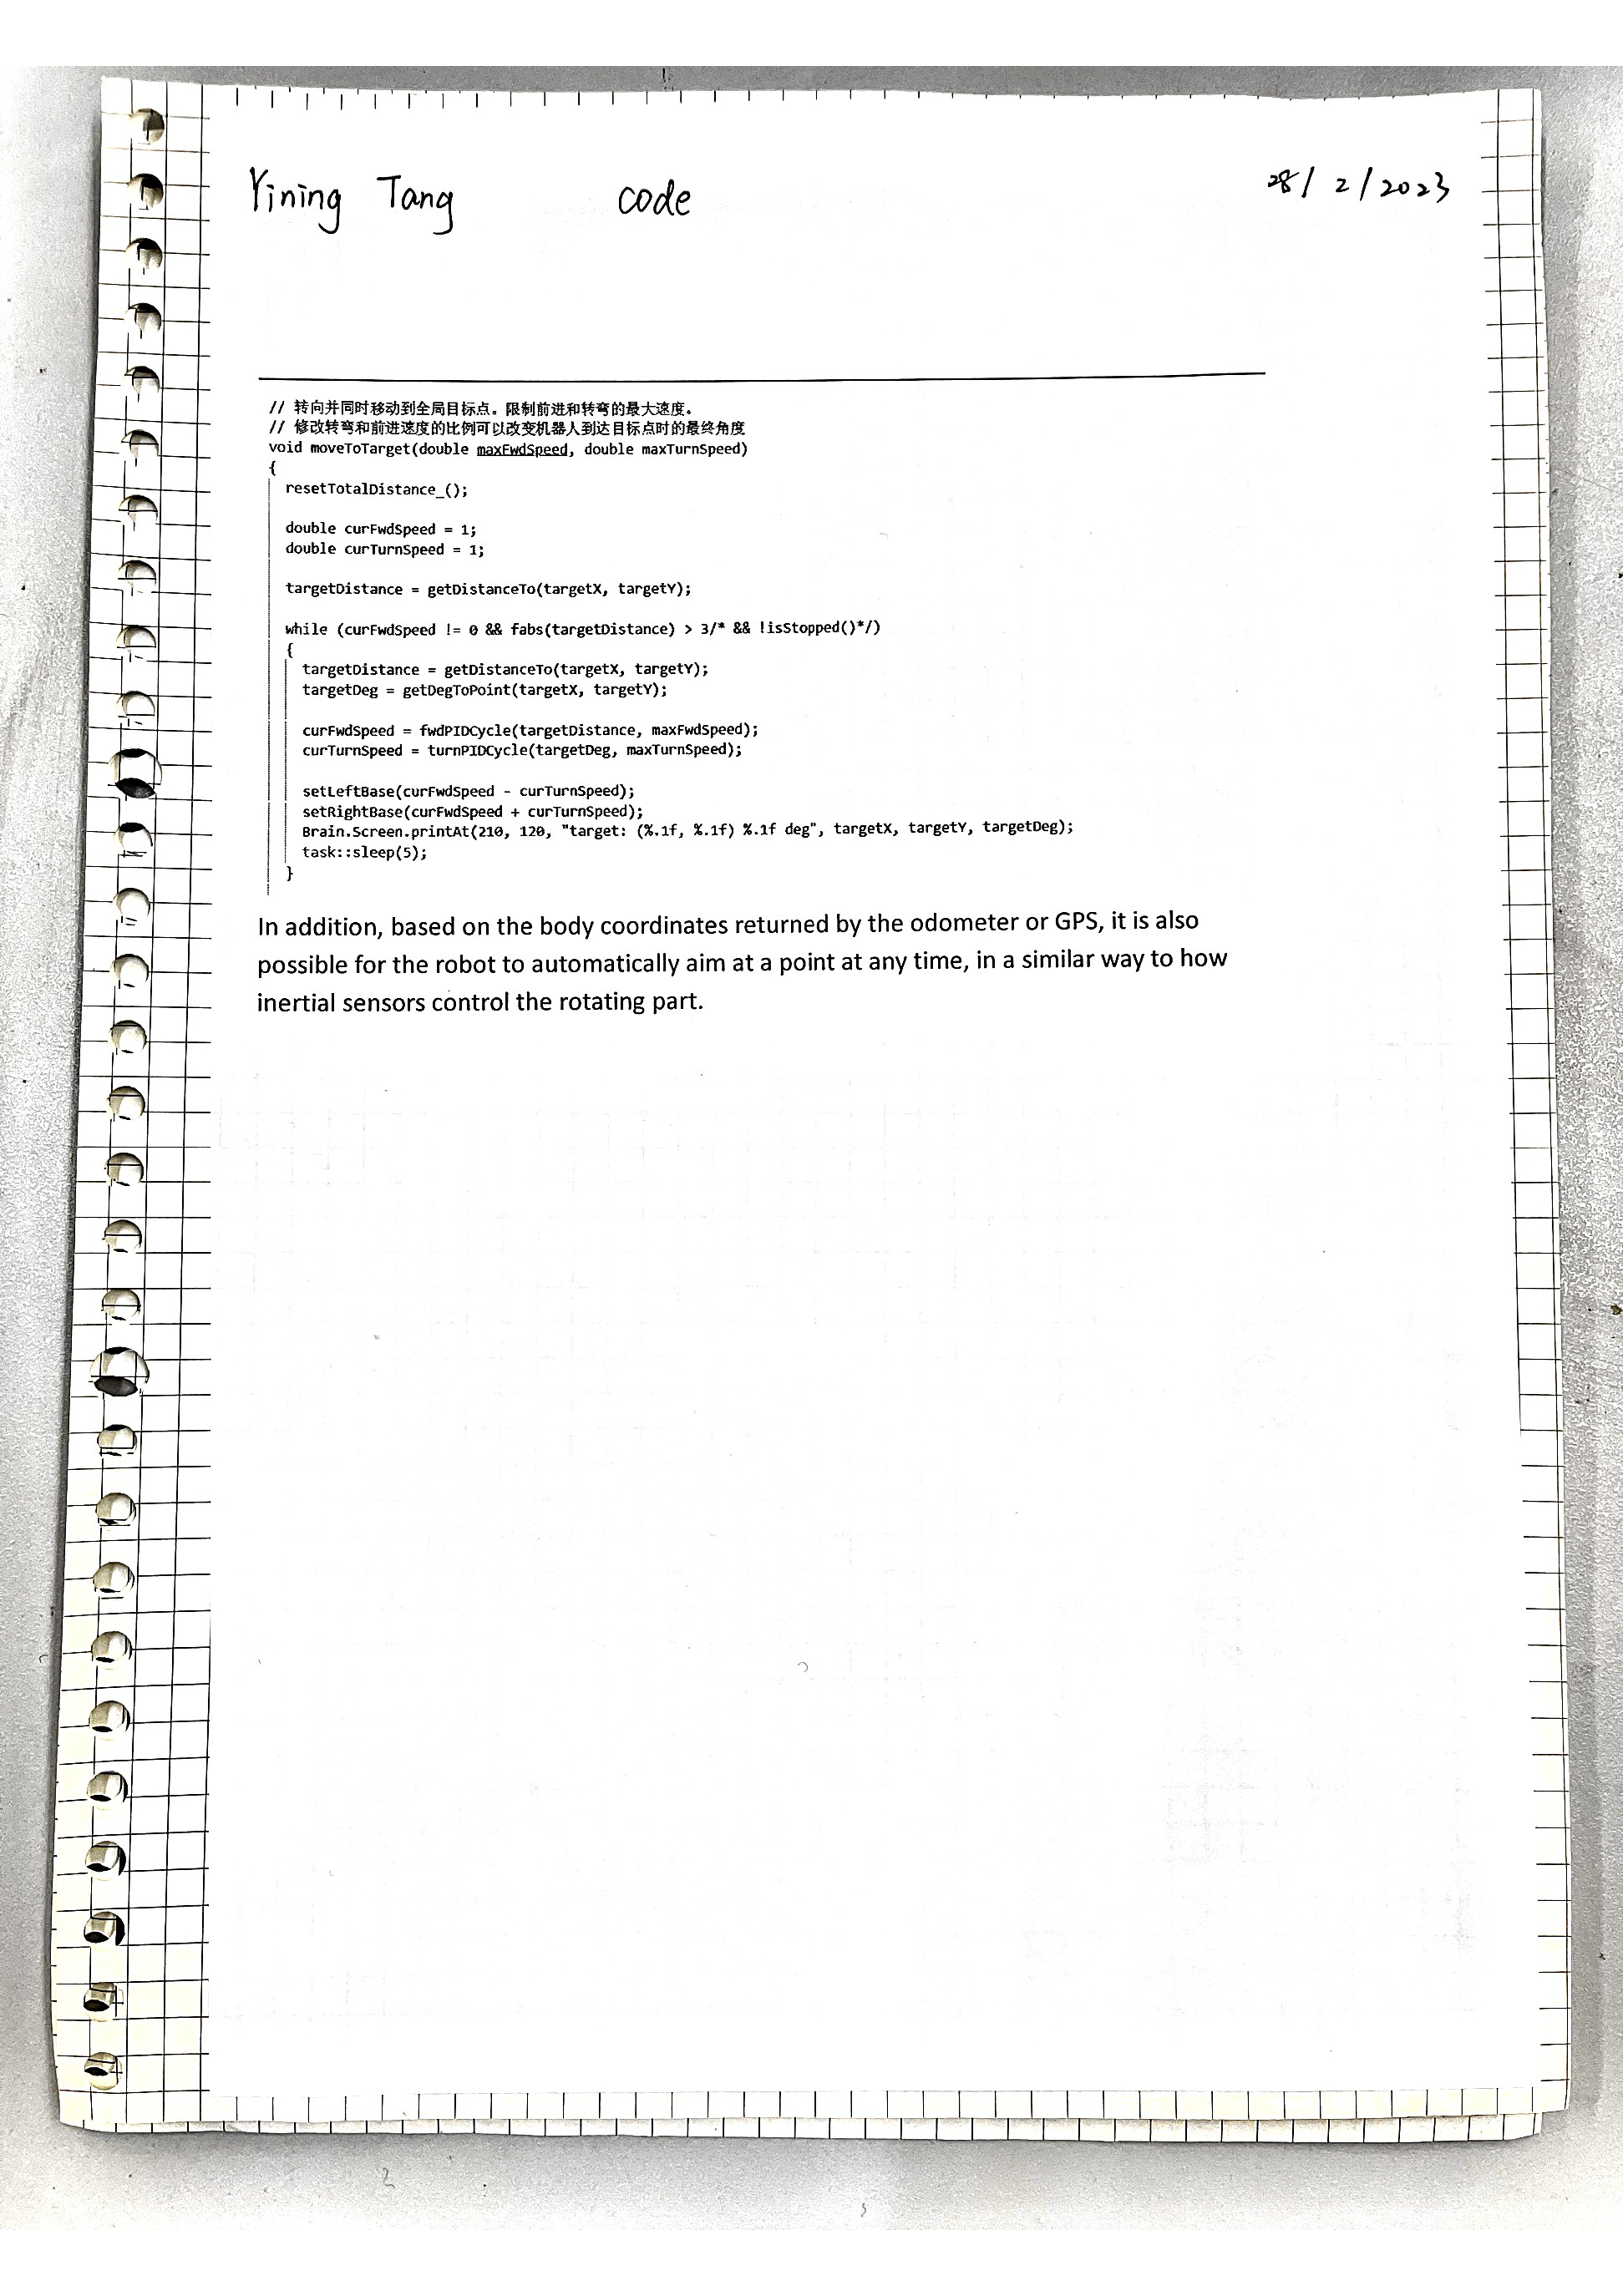 Yining Tang code 28/2/2023
// 转向并同时移动到全局目标点。限制前进和转弯的最大速度。
// 修改转弯和前进速度的比例可以改变机器人到达目标点时的最终角度
void moveToTarget(double maxFwdSpeed, double maxTurnSpeed)
{
resetTotalDistance_();
double curFwdSpeed = 1;
double curTurnSpeed = 1;
targetDistance = getDistanceTo(targetX, targetY);
while (curFwdSpeed != 0 && fabs(targetDistance) > 3/* && !isStopped()*/)
{
targetDistance = getDistanceTo(targetX, targetY);
targetDeg = getDegToPoint(targetX, targetY);
curFwdSpeed = fwdPIDCycle(targetDistance, maxFwdSpeed);
curTurnSpeed = turnPIDCycle(targetDeg, maxTurnSpeed);
setLeftBase(curFwdSpeed - curTurnSpeed);
setRightBase(curFwdSpeed + curTurnSpeed);
Brain.Screen.printAt(210, 120, "target: (%.1f, %.1f) %.1f deg", targetX, targetY, targetDeg);
task::sleep(5);
}
In addition, based on the body coordinates returned by the odometer or GPS, it is also
possible for the robot to automatically aim at a point at any time, in a similar way to how
inertial sensors control the rotating part.